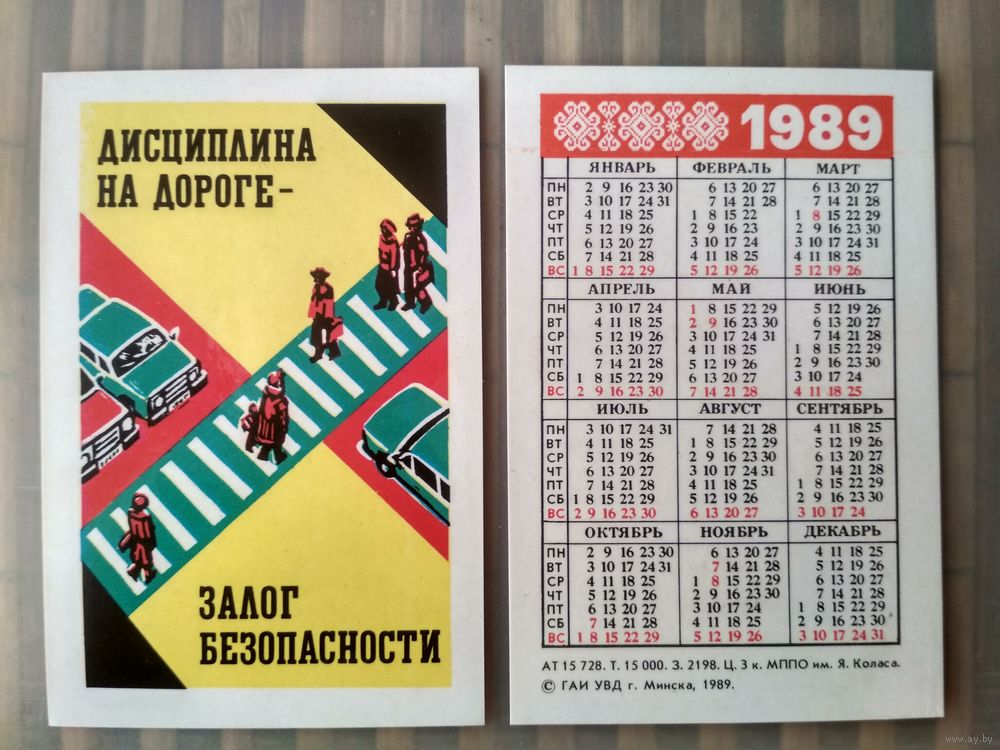 ДИСЦИПЛИНА
НА ДОРОГЕ –
ЗАЛОГ
БЕЗОПАСНОСТИ
1989
ЯНВАРЬ ФЕВРАЛЬ МАРТ
ПН 2 9 16 23 30 6 13 20 27 6 13 20 27
ВТ 3 10 17 24 31 7 14 21 28 7 14 21 28
СР 4 11 18 25 1 8 15 22 1 8 15 22 29
ЧТ 5 12 19 26 2 9 16 23 2 9 16 23 30
ПТ 6 13 20 27 3 10 17 24 3 10 17 24 31
СБ 7 14 21 28 4 11 18 25 4 11 18 25
ВС 1 8 15 22 29 5 12 19 26 5 12 19 26
АПРЕЛЬ МАЙ ИЮНЬ
ПН 3 10 17 24 1 8 15 22 29 5 12 19 26
ВТ 4 11 18 25 2 9 16 23 30 6 13 20 27
СР 5 12 19 26 3 10 17 24 31 7 14 21 28
ЧТ 6 13 20 27 4 11 18 25 1 8 15 22 29
ПТ 7 14 21 28 5 12 19 26 2 9 16 23 30
СБ 1 8 15 22 29 6 13 20 27 3 10 17 24
ВС 2 9 16 23 30 7 14 21 28 4 11 18 25
ИЮЛЬ АВГУСТ СЕНТЯБРЬ
ПН 3 10 17 24 31 7 14 21 28 4 11 18 25
ВТ 4 11 18 25 1 8 15 22 29 5 12 19 26
СР 5 12 19 26 2 9 16 23 30 6 13 20 27
ЧТ 6 13 20 27 3 10 17 24 31 7 14 21 28
ПТ 7 14 21 28 4 11 18 25 1 8 15 22 29
СБ 1 8 15 22 29 5 12 19 26 2 9 16 23 30
ВС 2 9 16 23 30 6 13 20 27 3 10 17 24
ОКТЯБРЬ НОЯБРЬ ДЕКАБРЬ
ПН 2 9 16 23 30 6 13 20 27 4 11 18 25
ВТ 3 10 17 24 31 7 14 21 28 5 12 19 26
СР 4 11 18 25 1 8 15 22 29 6 13 20 27
ЧТ 5 12 19 26 2 9 16 23 30 7 14 21 28
ПТ 6 13 20 27 3 10 17 24 1 8 15 22 29
СБ 7 14 21 28 4 11 18 25 2 9 16 23 30
ВС 1 8 15 22 29 5 12 19 26 3 10 17 24 31
АТ 15 728. Т. 15 000. З. 2198. Ц. 3 к. МППО им. Я. Коласа.
© ГАИ УВД г. Минска, 1989.
www.ay.by